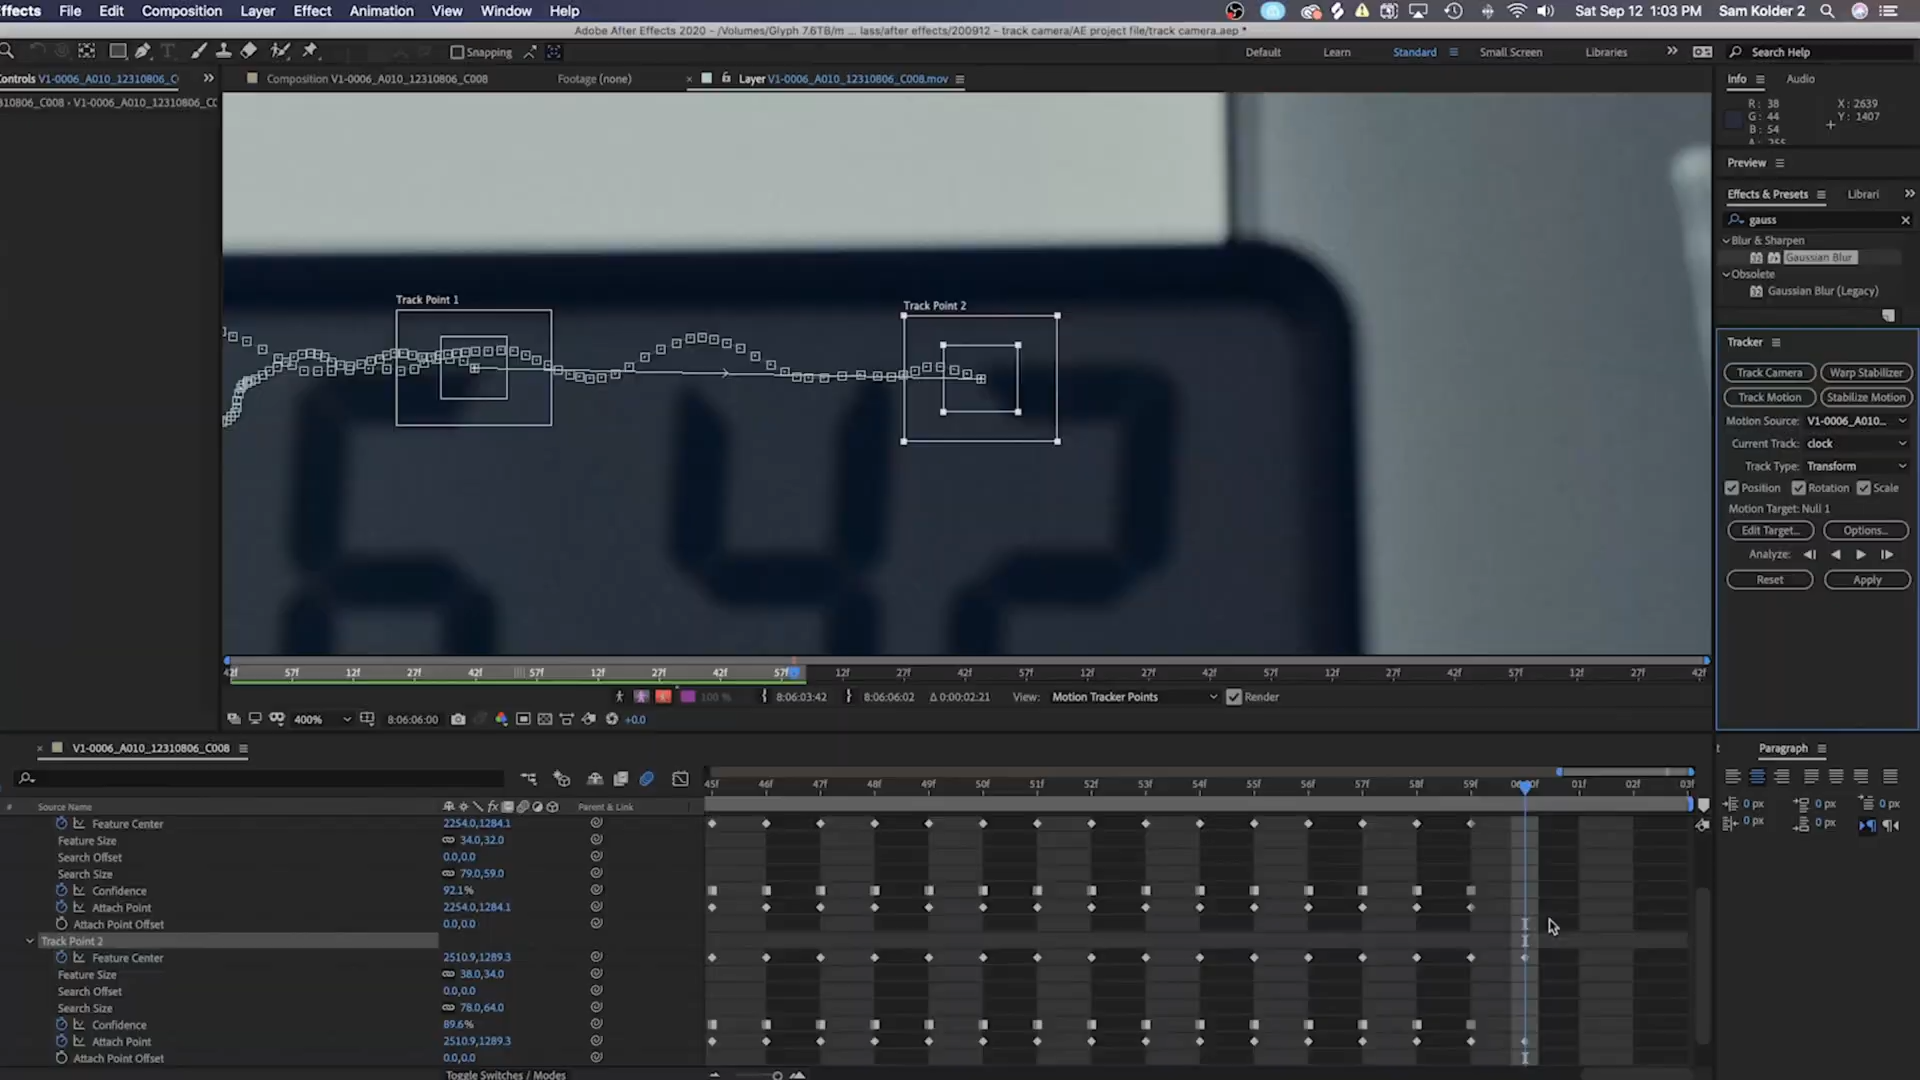 ffects File Edit Composition Layer Effect Animation View Window Help Sat Sep 12 1:03 PM Sam Kolder 2
Adobe After Effects 2020 - /Volumes/Glyph 7.6TB/m ... lass/after effects/200912 - track camera/AE project file/track camera.aep *
Snapping Default Learn Standard Small Screen Libraries Search Help
ontrols V1-0006_A010_12310806_C
Composition V1-0006_A010_12310806_C008 Footage (none) Layer V1-0006_A010_12310806_C008.mov
Info Audio
310806_C008 • V1-0006_A010_12310806_C
R: 38 X: 2639
G: 44 Y: 1407
B: 54
A: 255
Preview
Effects & Presets Librari
gauss
Blur & Sharpen
Gaussian Blur
Obsolete
Gaussian Blur (Legacy)
Track Point 1
Track Point 2
Tracker
Track Camera Warp Stabilizer
Track Motion Stabilize Motion
Motion Source: V1-0006_A010...
Current Track: clock
Track Type: Transform
Position Rotation Scale
Motion Target: Null 1
Edit Target... Options...
Analyze:
Reset Apply
42f 57f 12f 27f 42f 57f 12f 27f 42f 57f 12f 27f 42f 57f 12f 27f 42f 57f 12f 27f 42f 57f 12f 27f 42f
100 % 8:06:03:42 8:06:06:02 Δ 0:00:02:21 View: Motion Tracker Points Render
400% 8:06:06:00 +0.0
V1-0006_A010_12310806_C008
Paragraph
45f 46f 47f 48f 49f 50f 51f 52f 53f 54f 55f 56f 57f 58f 59f 01f 02f 03f
# Source Name Parent & Link
0 px 0 px 0 px
0 px 0 px
Feature Center 2254.0,1284.1
Feature Size 34.0,32.0
Search Offset 0.0,0.0
Search Size 79.0,59.0
Confidence 92.1%
Attach Point 2254.0,1284.1
Attach Point Offset 0.0,0.0
Track Point 2
Feature Center 2510.9,1289.3
Feature Size 38.0,34.0
Search Offset 0.0,0.0
Search Size 78.0,64.0
Confidence 89.6%
Attach Point 2510.9,1289.3
Attach Point Offset 0.0,0.0
Toggle Switches / Modes